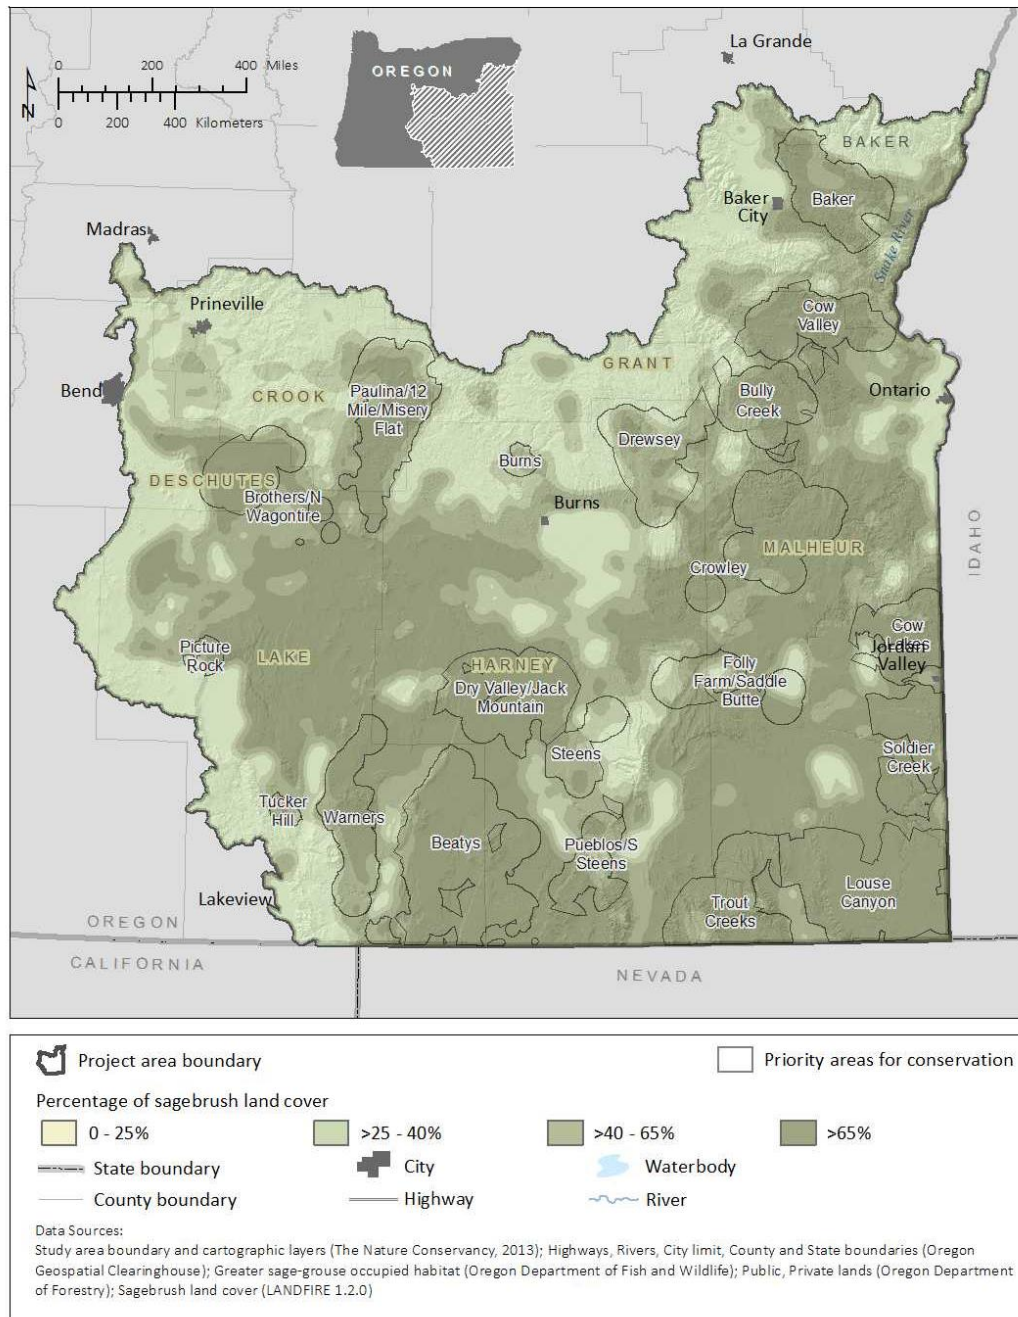 La Grande
0 200 400 Miles
0 200 400 Kilometers
N
OREGON
BAKER
Baker
Baker
City
Snake River
Madras
Prineville
Cow
Valley
GRANT
Bend
CROOK
Paulina/12
Mile/Misery
Flat
Bully
Creek
Ontario
Drewsey
Burns
DESCHUTES
Brothers/N
Wagontire
Burns
MALHEUR
IDAHO
Crowley
Cow
Lakes
Jordan
Valley
Picture
Rock
LAKE
HARNEY
Dry Valley/Jack
Mountain
Folly
Farm/Saddle
Butte
Steens
Soldier
Creek
Tucker
Hill
Warners
Beatys
Pueblos/S
Steens
Lakeview
Trout
Creeks
Louse
Canyon
OREGON
CALIFORNIA
NEVADA
Project area boundary
Priority areas for conservation
Percentage of sagebrush land cover
0 - 25%
>25 - 40%
>40 - 65%
>65%
State boundary
City
Waterbody
County boundary
Highway
River
Data Sources:
Study area boundary and cartographic layers (The Nature Conservancy, 2013); Highways, Rivers, City limit, County and State boundaries (Oregon
Geospatial Clearinghouse); Greater sage-grouse occupied habitat (Oregon Department of Fish and Wildlife); Public, Private lands (Oregon Department
of Forestry); Sagebrush land cover (LANDFIRE 1.2.0)